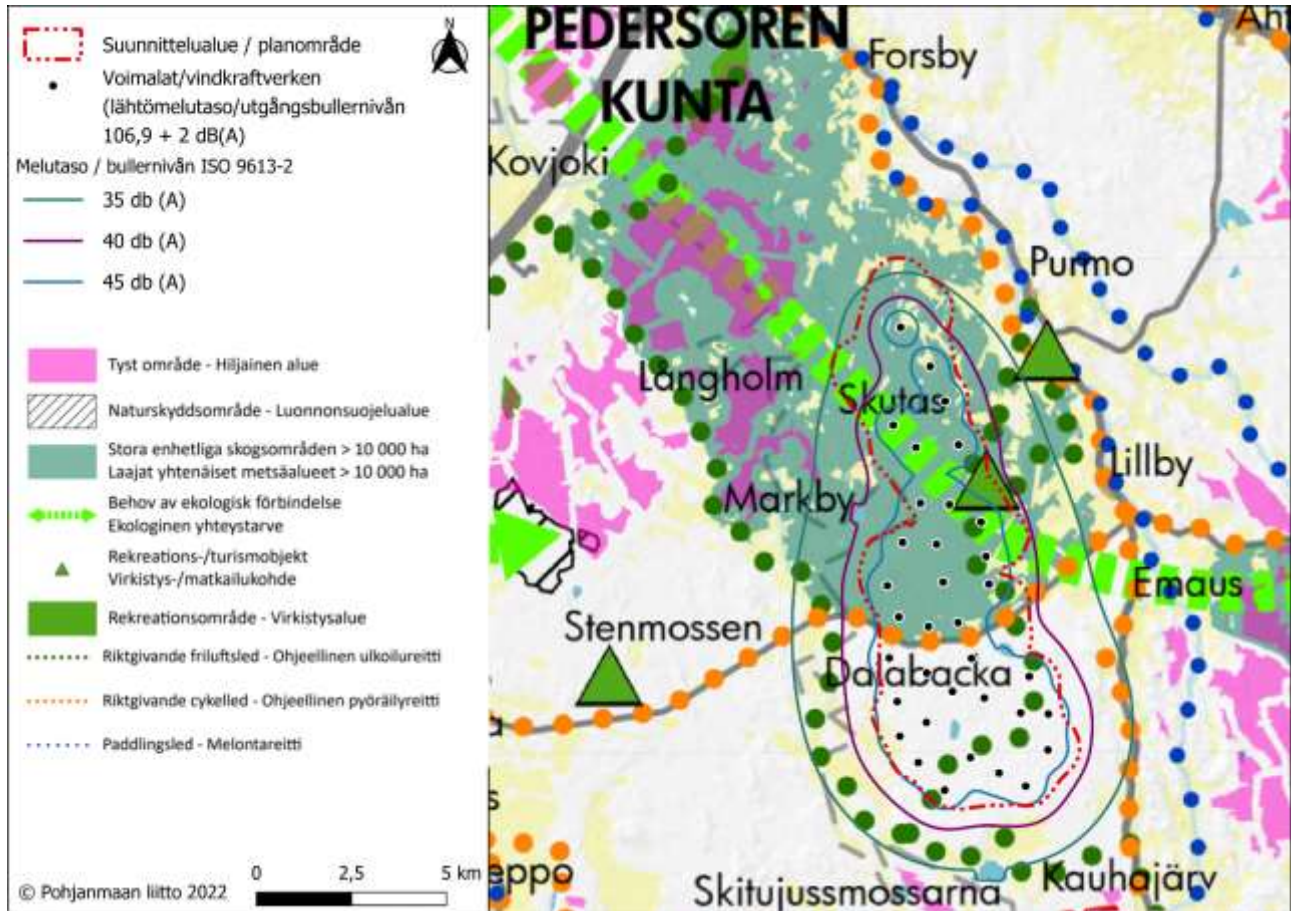 Suunnittelualue / planområde
Voimalat/vindkraftverken
(lähtömelutaso/utgångsbullernivån
106,9 + 2 dB(A)
Melutaso / bullernivån ISO 9613-2
35 db (A)
40 db (A)
45 db (A)
Tyst område - Hiljainen alue
Naturskyddsområde - Luonnonsuojelualue
Stora enhetliga skogsområden > 10 000 ha
Laajat yhtenäiset metsäalueet > 10 000 ha
Behov av ekologisk förbindelse
Ekologinen yhteystarve
Rekreations-/turismobjekt
Virkistys-/matkailukohde
Rekreationsområde - Virkistysalue
Riktgivande friluftsled - Ohjeellinen ulkoilureitti
Riktgivande cykelled - Ohjeellinen pyöräilyreitti
Paddlingsled - Melontareitti
© Pohjanmaan liitto 2022
0 2,5 5 km
N
PEDERSÖREN
KUNTA
Forsby
Äht
Kovjoki
Purmo
Långholm
Skutas
Markby
Lillby
Emaus
Stenmossen
Dalabacka
a
s
eppo
Skitujussmossarna
Kauhajärv